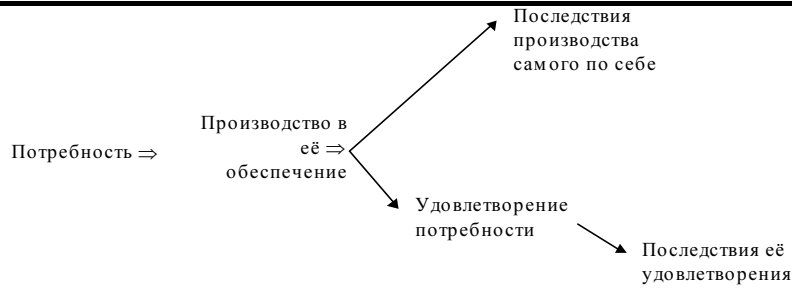 Последствия
производства
самого по себе
Производство в
её ⇒
обеспечение
Потребность ⇒
Удовлетворение
потребности
Последствия её
удовлетворения